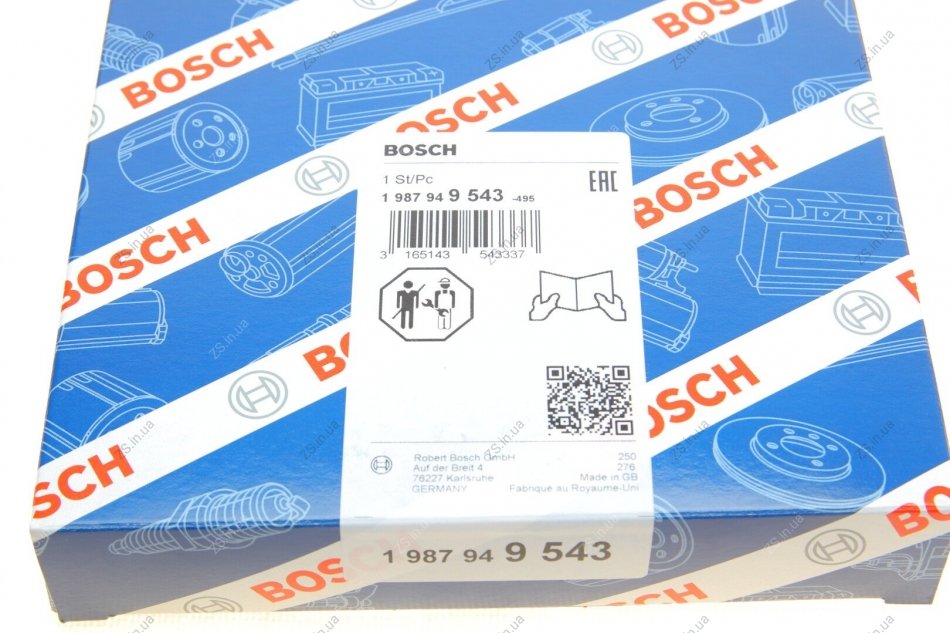 BOSCH
BOSCH
BOSCH
1 St/Pc
EAC
1 987 94 9 543 -495
3 165143 543337
BOSCH
BOSCH
BOSCH
BOSCH
BOSCH
Robert Bosch GmbH
Auf der Breit 4
76227 Karlsruhe
GERMANY
250
276
Made in GB
Fabriqué au Royaume-Uni
1 987 94 9 543
BOSCH
BOSCH
BO
ZS.in.ua